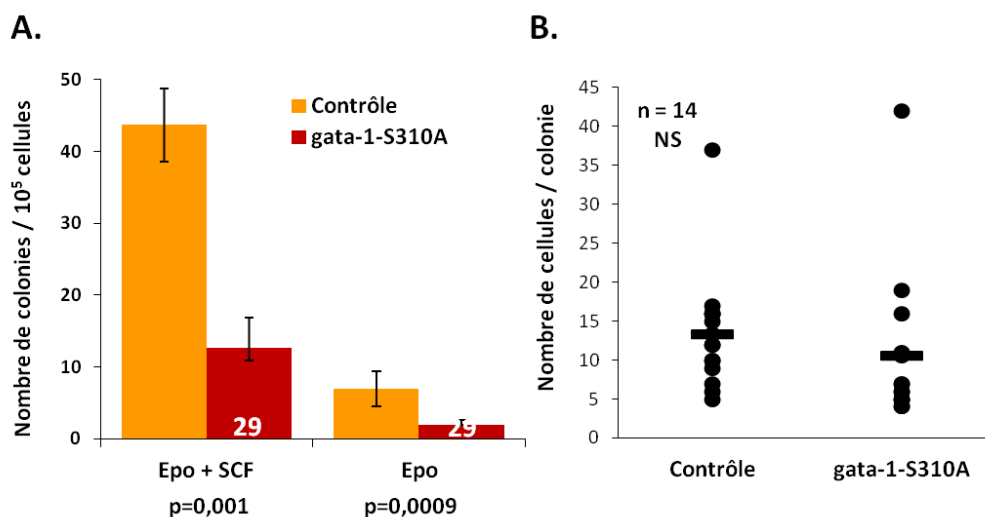 A.
Nombre de colonies / 10⁵ cellules
50
40
30
20
10
0
Contrôle
gata-1-S310A
29
29
Epo + SCF
Epo
p=0,001
p=0,0009
B.
Nombre de cellules / colonie
45
40
35
30
25
20
15
10
5
0
n = 14
NS
Contrôle
gata-1-S310A